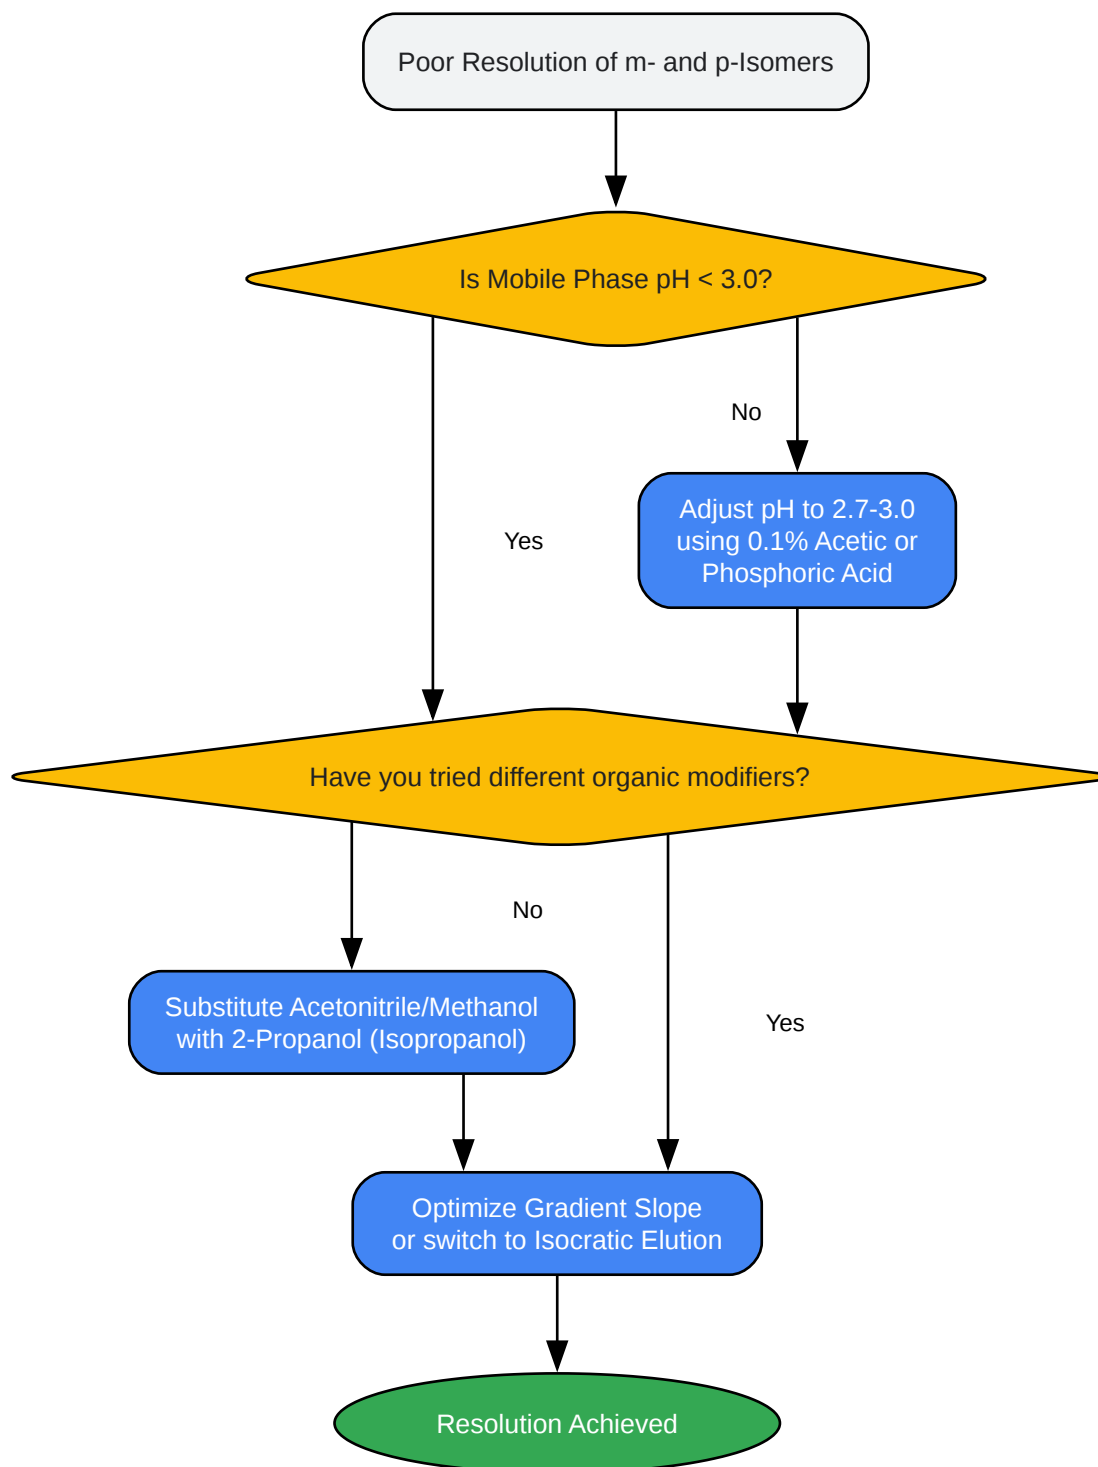 Poor Resolution of m- and p-Isomers
Is Mobile Phase pH < 3.0?
No
Adjust pH to 2.7-3.0
using 0.1% Acetic or
Phosphoric Acid
Yes
Have you tried different organic modifiers?
No
Substitute Acetonitrile/Methanol
with 2-Propanol (Isopropanol)
Yes
Optimize Gradient Slope
or switch to Isocratic Elution
Resolution Achieved